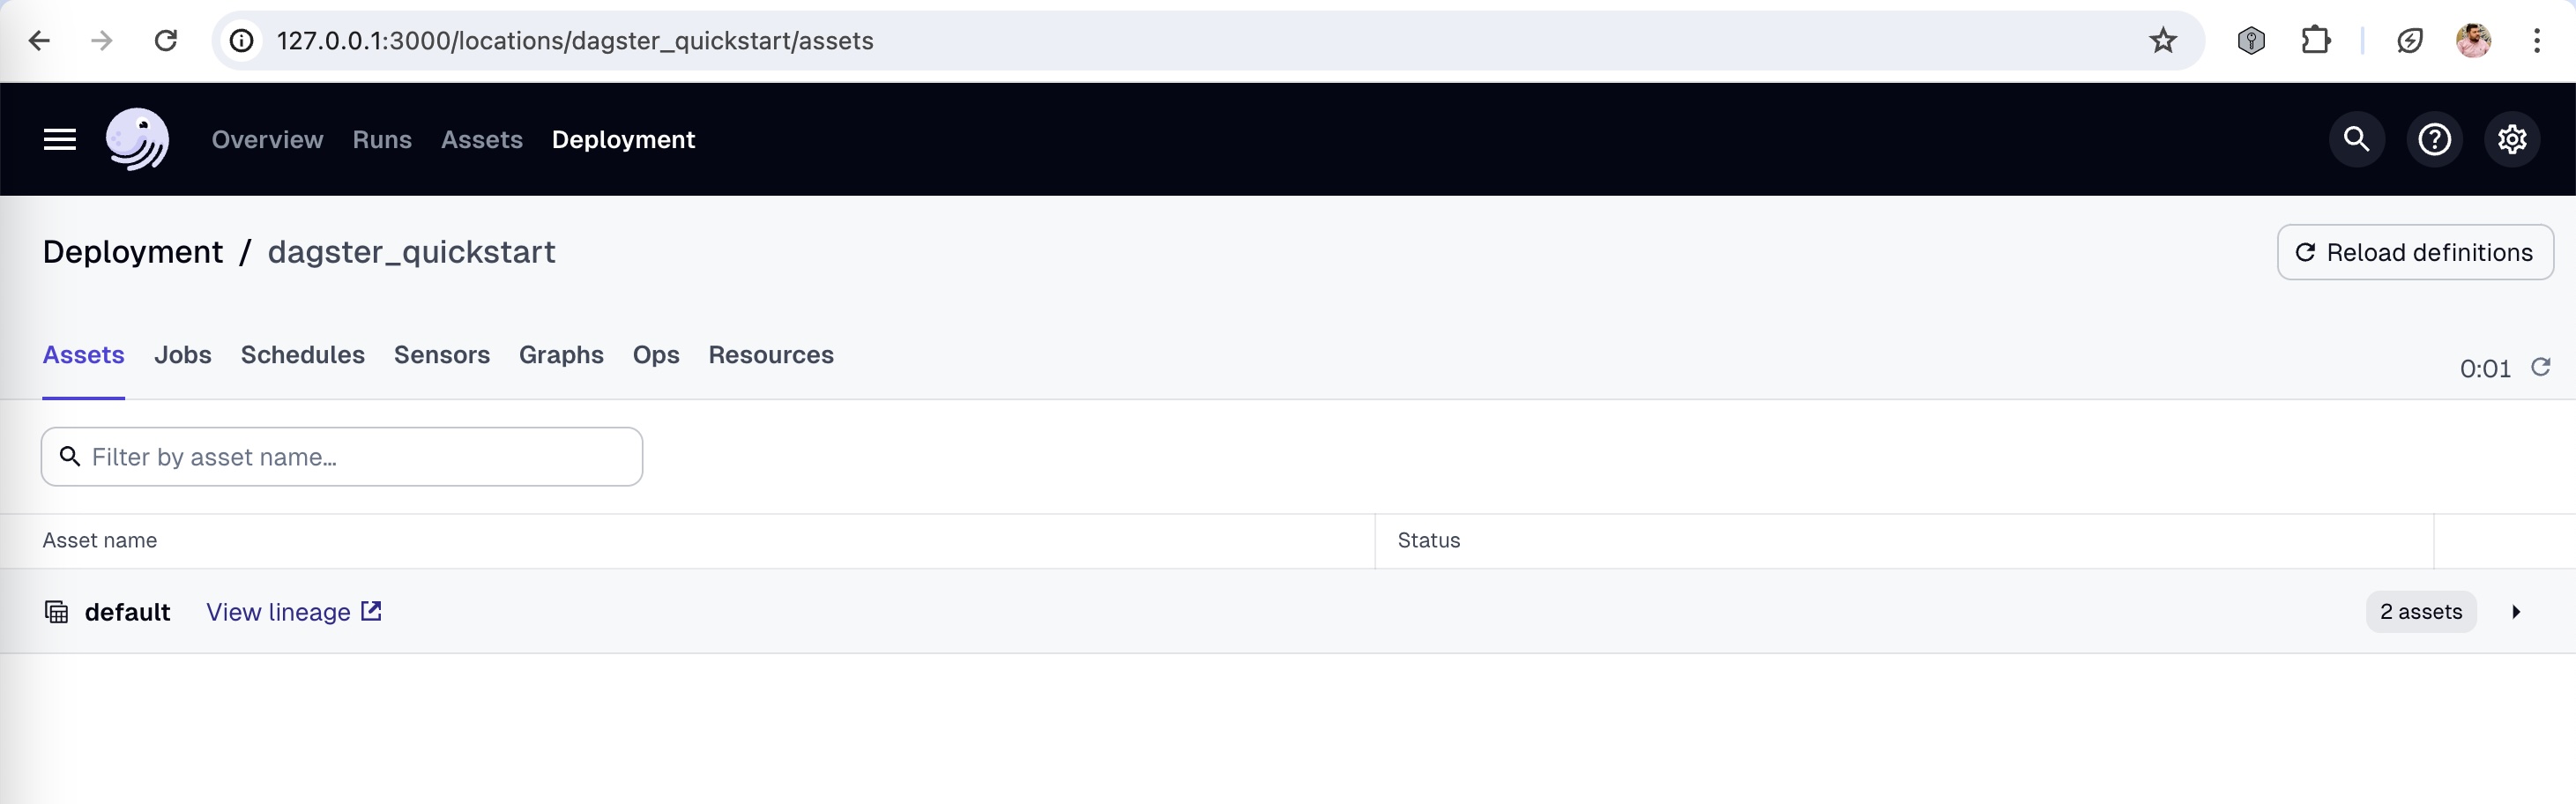 127.0.0.1:3000/locations/dagster_quickstart/assets
Overview Runs Assets Deployment
Deployment / dagster_quickstart Reload definitions
Assets Jobs Schedules Sensors Graphs Ops Resources 0:01
Filter by asset name...
Asset name Status
default View lineage 2 assets